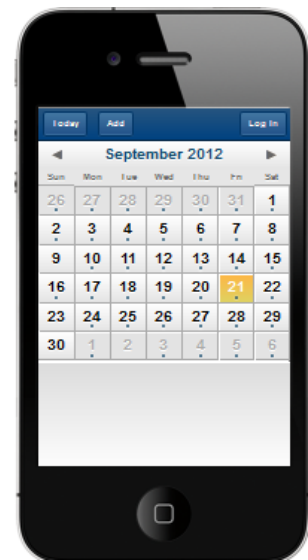 Today Add Log In
◀ September 2012 ▶
Sun Mon Tue Wed Thu Fri Sat
26 27 28 29 30 31 1
2 3 4 5 6 7 8
9 10 11 12 13 14 15
16 17 18 19 20 21 22
23 24 25 26 27 28 29
30 1 2 3 4 5 6